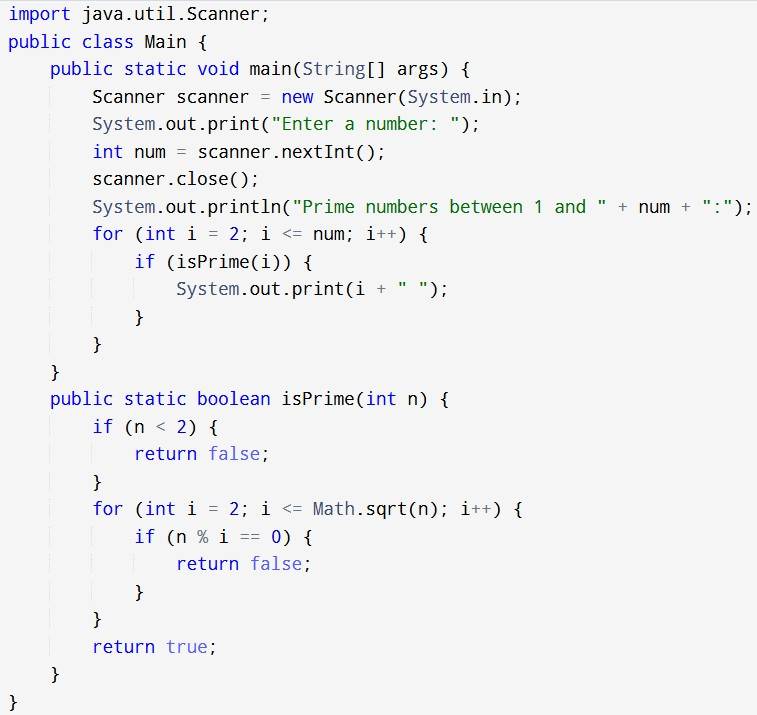 import java.util.Scanner;
public class Main {
    public static void main(String[] args) {
        Scanner scanner = new Scanner(System.in);
        System.out.print("Enter a number: ");
        int num = scanner.nextInt();
        scanner.close();
        System.out.println("Prime numbers between 1 and " + num + ":");
        for (int i = 2; i <= num; i++) {
            if (isPrime(i)) {
                System.out.print(i + " ");
            }
        }
    }
    public static boolean isPrime(int n) {
        if (n < 2) {
            return false;
        }
        for (int i = 2; i <= Math.sqrt(n); i++) {
            if (n % i == 0) {
                return false;
            }
        }
        return true;
    }
}